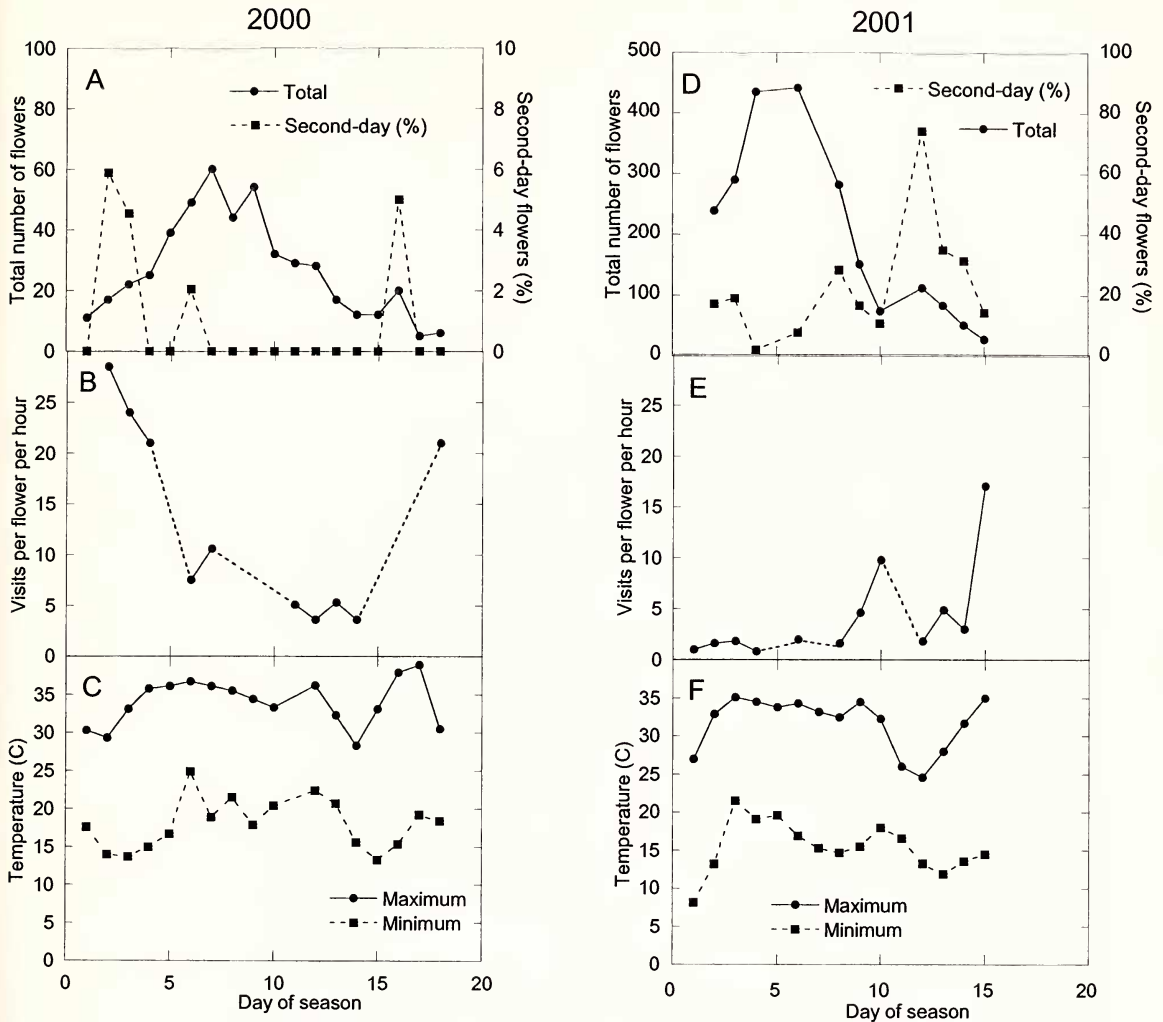 2000
A
Total
Second-day (%)
Total number of flowers
100
80
60
40
20
0
10
8
6
4
2
0
Second-day flowers (%)
B
Visits per flower per hour
25
20
15
10
5
0
C
Temperature (C)
35
30
25
20
15
10
5
0
Maximum
Minimum
0 5 10 15 20
Day of season
2001
D
Second-day (%)
Total
Total number of flowers
500
400
300
200
100
0
100
80
60
40
20
0
Second-day flowers (%)
E
Visits per flower per hour
25
20
15
10
5
0
F
Temperature (C)
35
30
25
20
15
10
5
0
Maximum
Minimum
0 5 10 15 20
Day of season